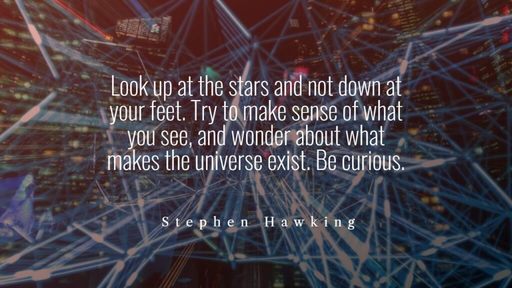 Look up at the stars and not down at
your feet. Try to make sense of what
you see, and wonder about what
makes the universe exist. Be curious.
Stephen Hawking